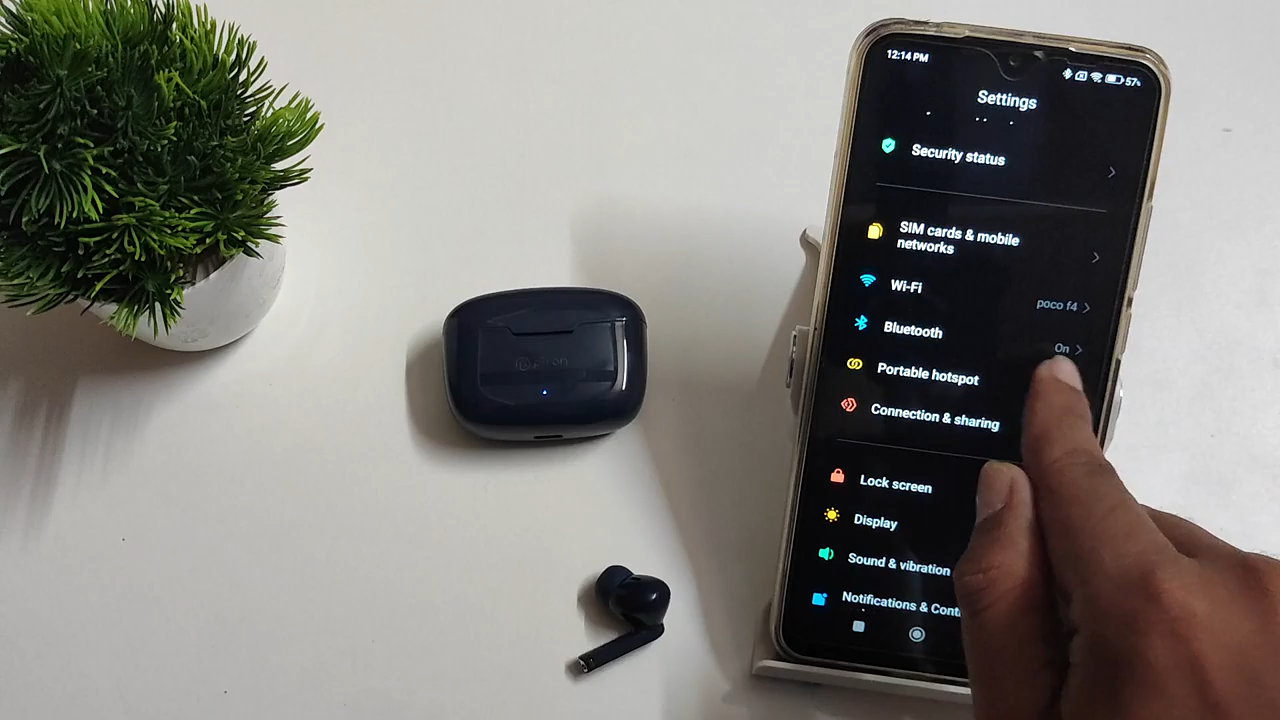 12:14 PM
57%
Settings
Security status
SIM cards & mobile
networks
Wi-Fi
poco f4
Bluetooth
On
Portable hotspot
Connection & sharing
Lock screen
Display
Sound & vibration
Notifications &